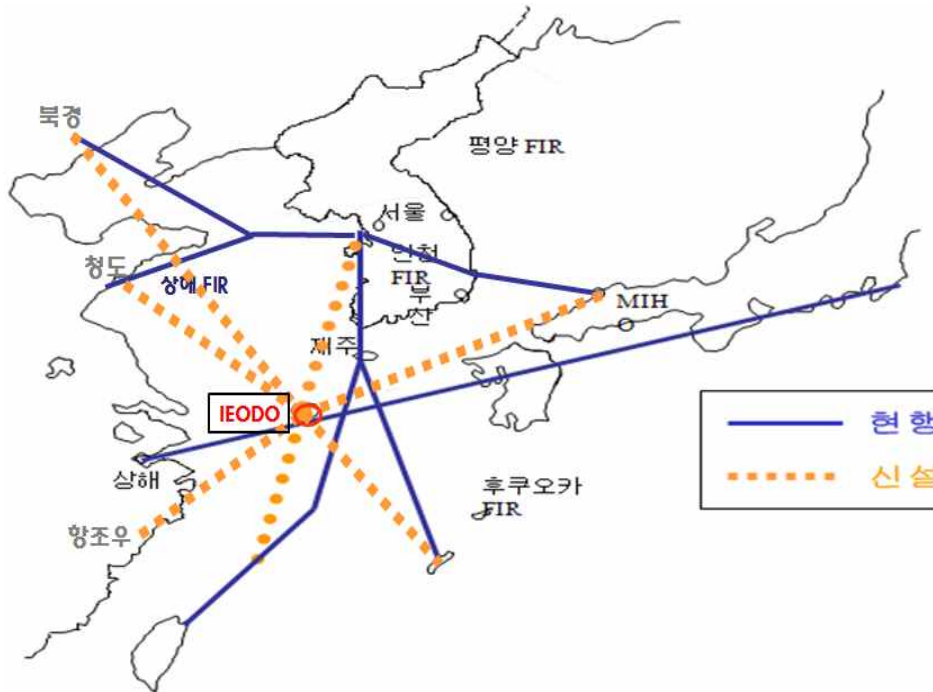 북경
평양 FIR
서울
인천
FIR
청도
상해 FIR
부
산
MIH
제주
IEODO
현 행
상해
신 설
후쿠오카
FIR
항조우